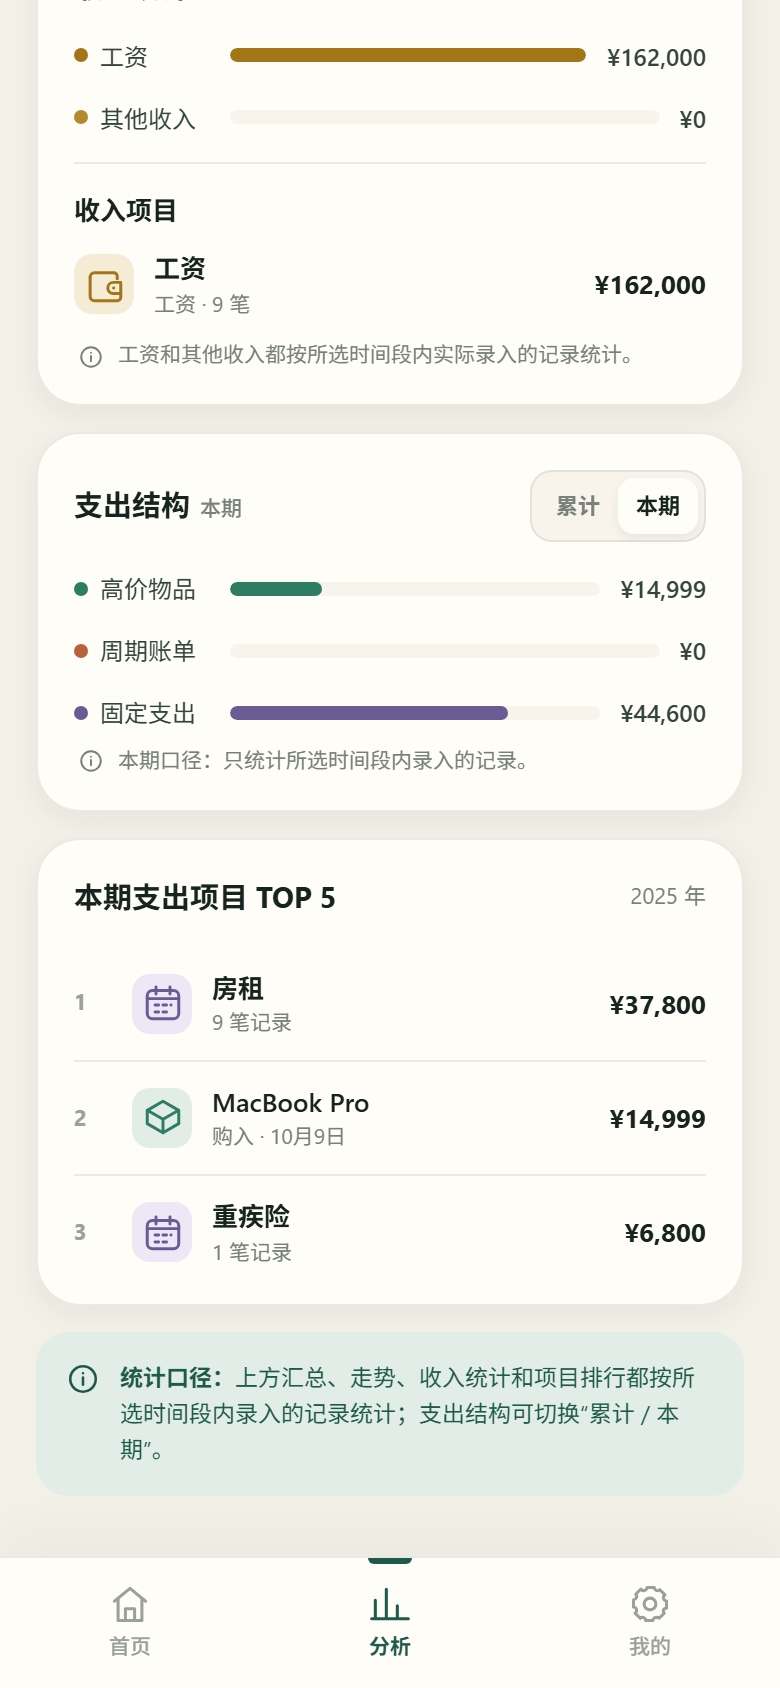 工资 ¥162,000
其他收入 ¥0
收入项目
工资 ¥162,000
工资 · 9 笔
工资和其他收入都按所选时间段内实际录入的记录统计。
支出结构 本期 累计 本期
高价物品 ¥14,999
周期账单 ¥0
固定支出 ¥44,600
本期口径：只统计所选时间段内录入的记录。
本期支出项目 TOP 5 2025 年
1 房租 ¥37,800
9 笔记录
2 MacBook Pro ¥14,999
购入 · 10月9日
3 重疾险 ¥6,800
1 笔记录
统计口径：上方汇总、走势、收入统计和项目排行都按所
选时间段内录入的记录统计；支出结构可切换“累计 / 本
期”。
首页 分析 我的